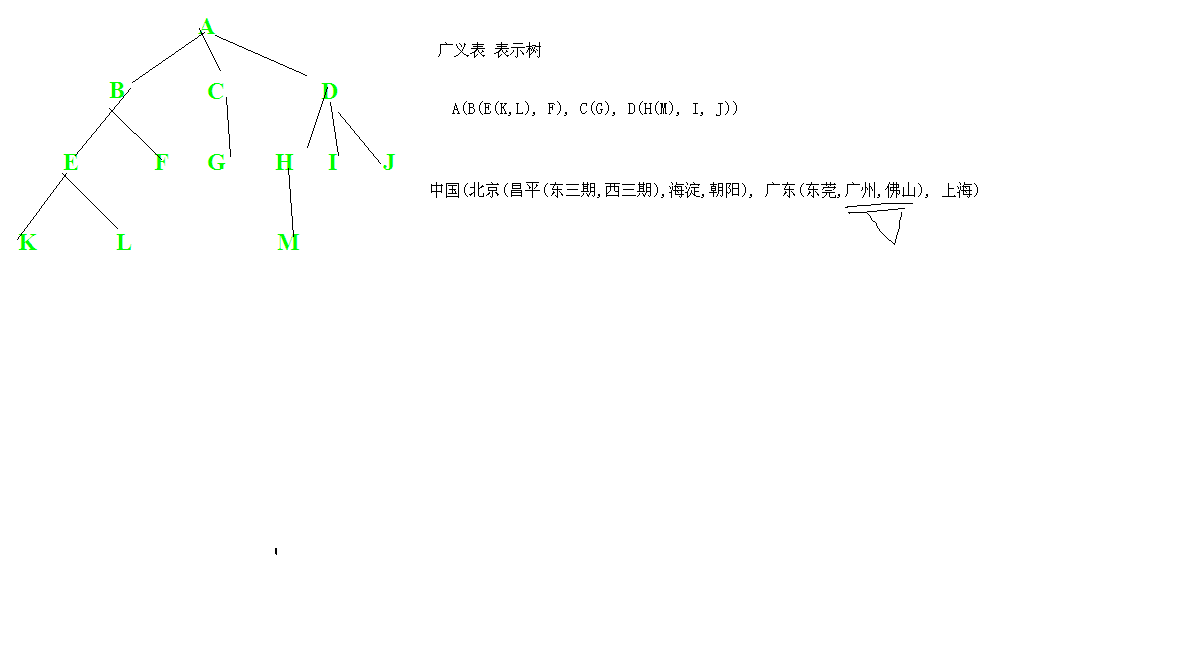 A
广义表 表示树
B C D
A(B(E(K,L), F), C(G), D(H(M), I, J))
E F G H I J
中国(北京(昌平(东三期,西三期),海淀,朝阳), 广东(东莞,广州,佛山), 上海)
K L M